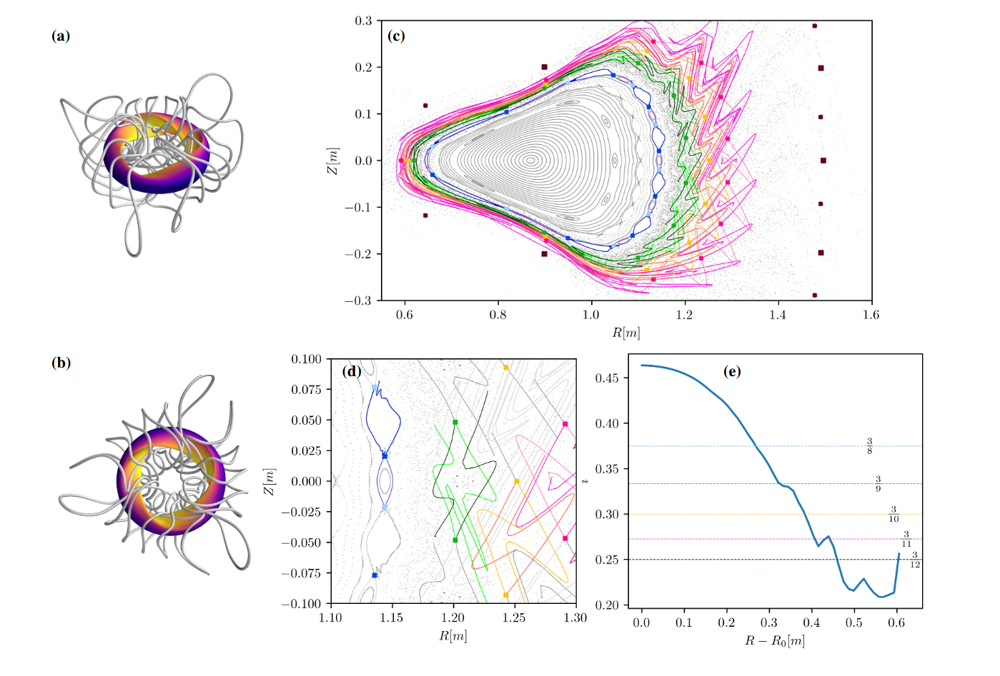 (a)
(c)
0.3
0.2
0.1
0.0
−0.1
−0.2
−0.3
Z[m]
0.6 0.8 1.0 1.2 1.4 1.6
R[m]
(b)
(d)
0.100
0.075
0.050
0.025
0.000
−0.025
−0.050
−0.075
−0.100
Z[m]
1.10 1.15 1.20 1.25 1.30
R[m]
(e)
0.45
0.40
0.35
0.30
0.25
0.20
ι
3/8
3/9
3/10
3/11
3/12
0.0 0.1 0.2 0.3 0.4 0.5 0.6
R − R₀[m]